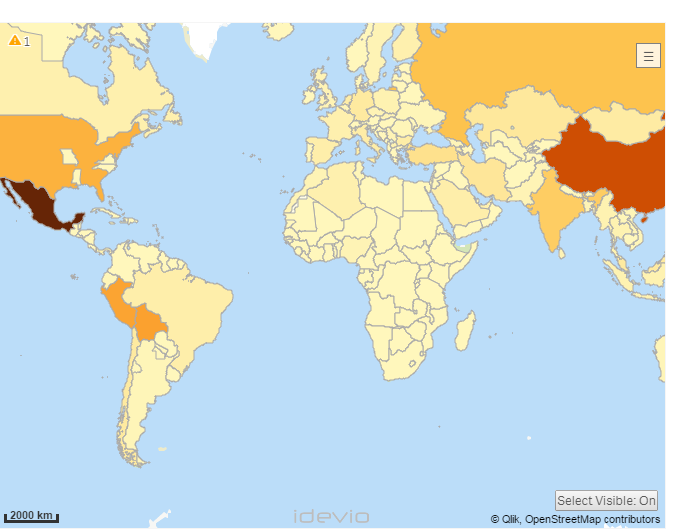 1
☰
Select Visible: On
2000 km
idevio
© Qlik, OpenStreetMap contributors